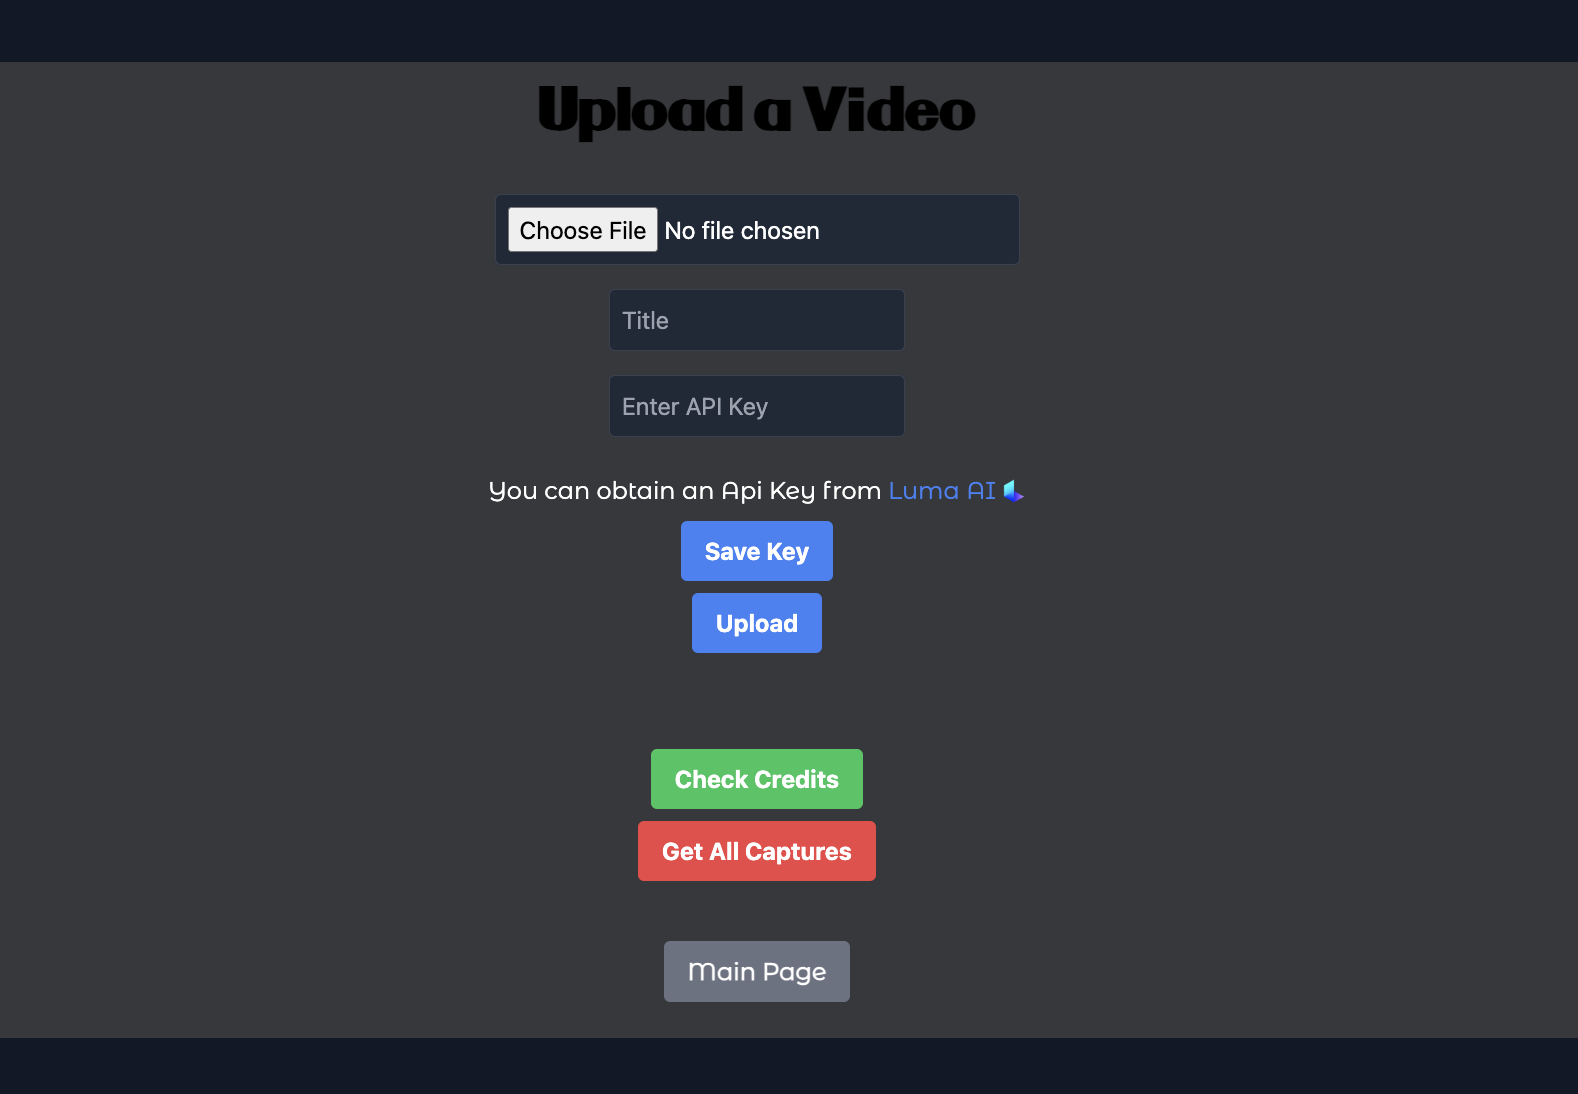 Upload a Video
Choose File No file chosen
Title
Enter API Key
You can obtain an Api Key from Luma AI
Save Key
Upload
Check Credits
Get All Captures
Main Page